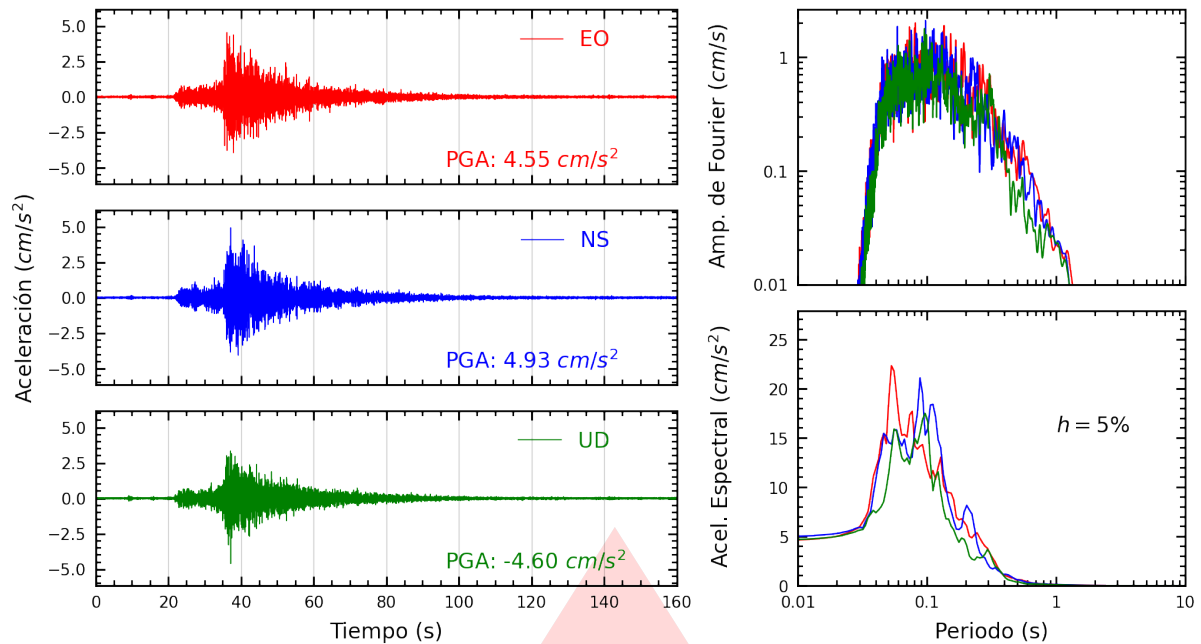 Aceleración (cm/s²)
5.0
2.5
0.0
−2.5
−5.0
EO
PGA: 4.55 cm/s²
5.0
2.5
0.0
−2.5
−5.0
NS
PGA: 4.93 cm/s²
5.0
2.5
0.0
−2.5
−5.0
UD
PGA: -4.60 cm/s²
0 20 40 60 80 100 120 140 160
Tiempo (s)
Amp. de Fourier (cm/s)
1
0.1
0.01
Acel. Espectral (cm/s²)
25
20
15
10
5
0
h = 5%
0.01 0.1 1 10
Periodo (s)